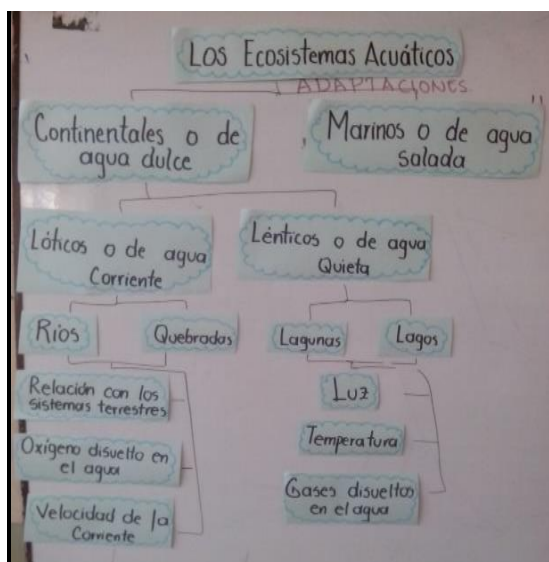 Los Ecosistemas Acuáticos
ADAPTACIONES
Continentales o de
agua dulce
Marinos o de agua
salada
Lóticos o de agua
Corriente
Lénticos o de agua
Quieta
Ríos
Quebradas
Lagunas
Lagos
Relación con los
sistemas terrestres
Oxígeno disuelto en
el agua
Velocidad de la
Corriente
Luz
Temperatura
Gases disueltos
en el agua